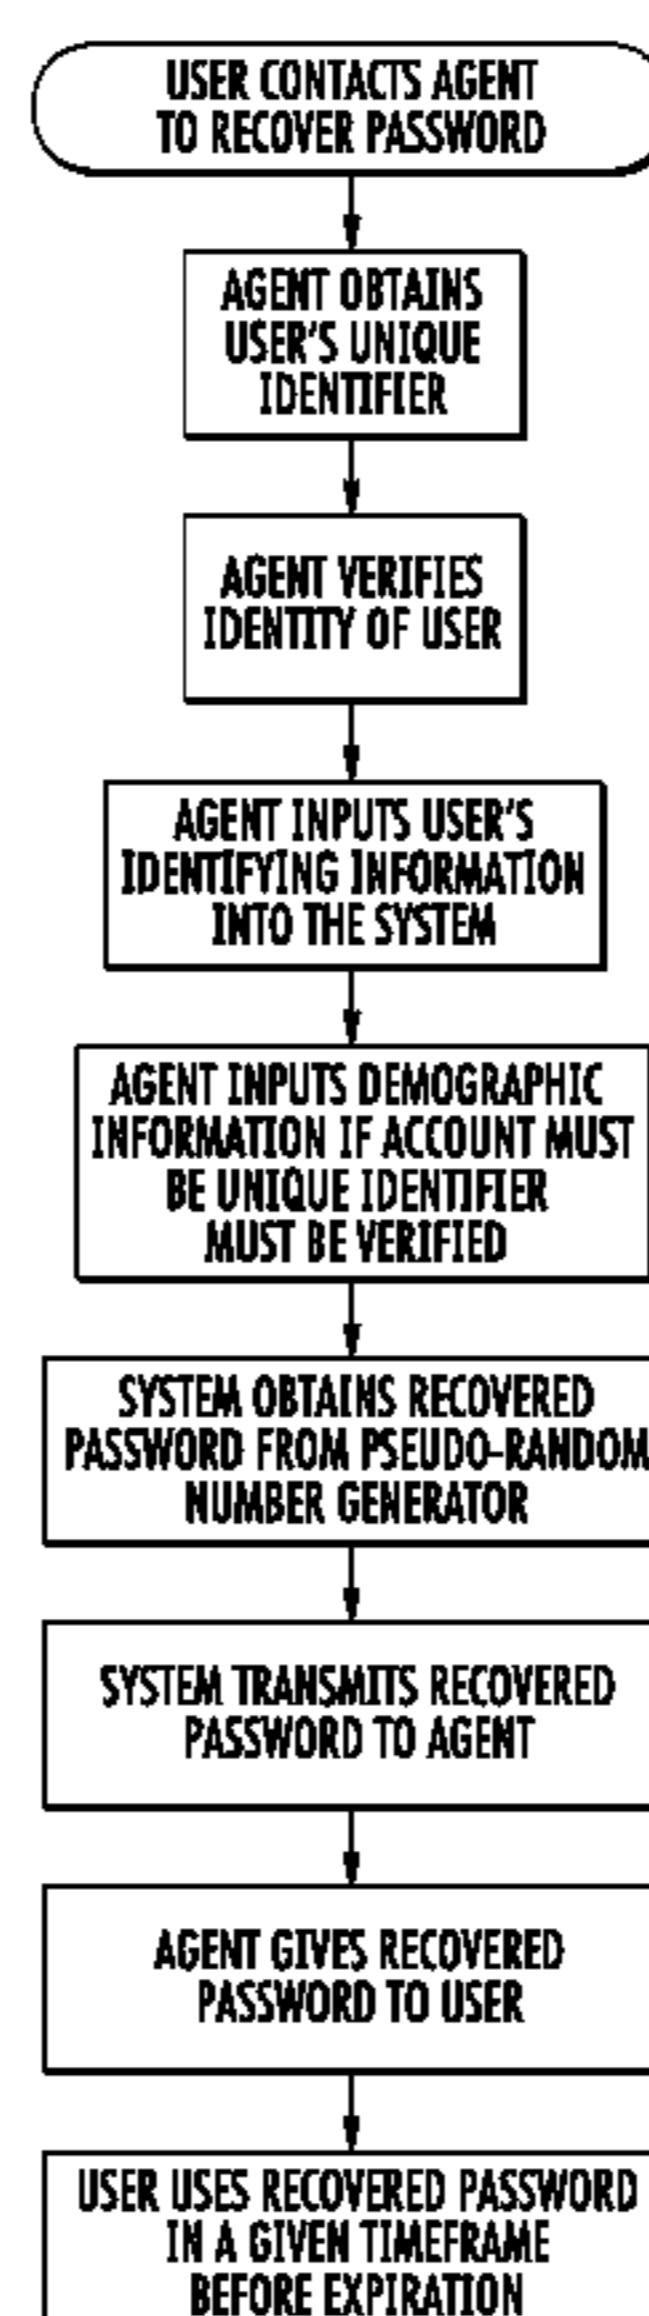 USER CONTACTS AGENT
TO RECOVER PASSWORD
AGENT OBTAINS
USER'S UNIQUE
IDENTIFIER
AGENT VERIFIES
IDENTITY OF USER
AGENT INPUTS USER'S
IDENTIFYING INFORMATION
INTO THE SYSTEM
AGENT INPUTS DEMOGRAPHIC
INFORMATION IF ACCOUNT MUST
BE UNIQUE IDENTIFIER
MUST BE VERIFIED
SYSTEM OBTAINS RECOVERED
PASSWORD FROM PSEUDO-RANDOM
NUMBER GENERATOR
SYSTEM TRANSMITS RECOVERED
PASSWORD TO AGENT
AGENT GIVES RECOVERED
PASSWORD TO USER
USER USES RECOVERED PASSWORD
IN A GIVEN TIMEFRAME
BEFORE EXPIRATION